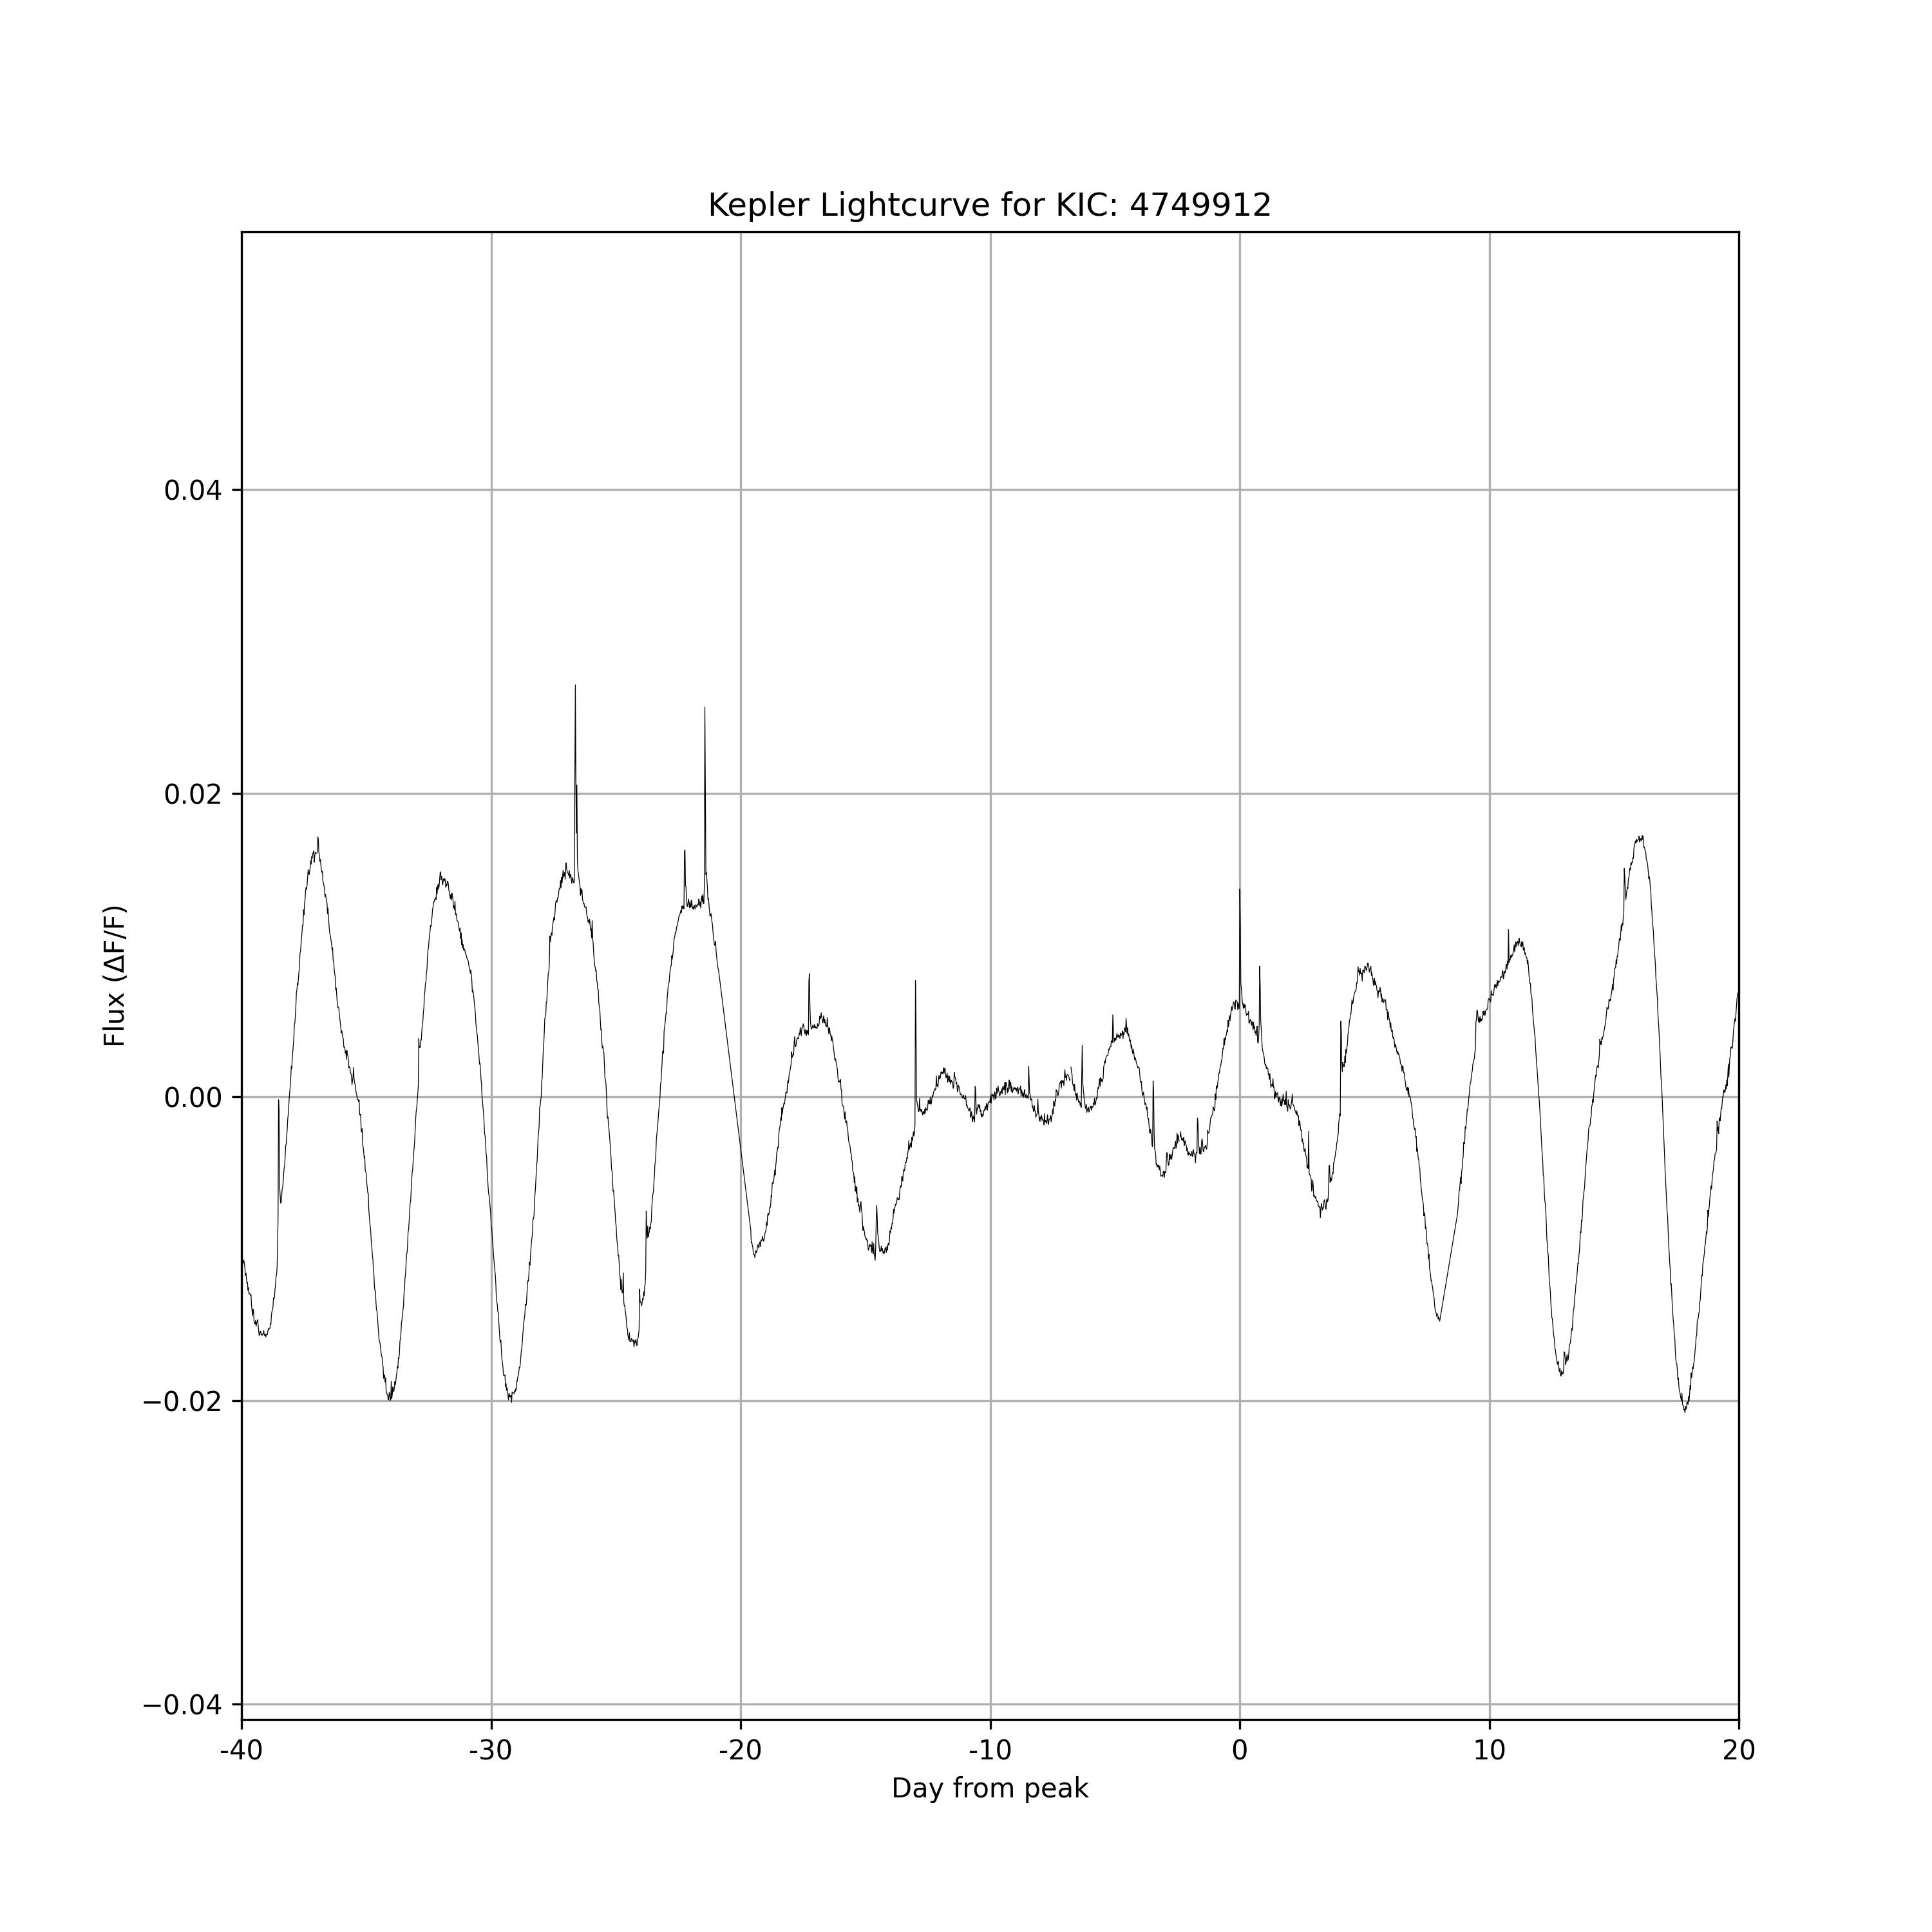 Kepler Lightcurve for KIC: 4749912
Flux (ΔF/F)
0.04
0.02
0.00
−0.02
−0.04
-40 -30 -20 -10 0 10 20
Day from peak